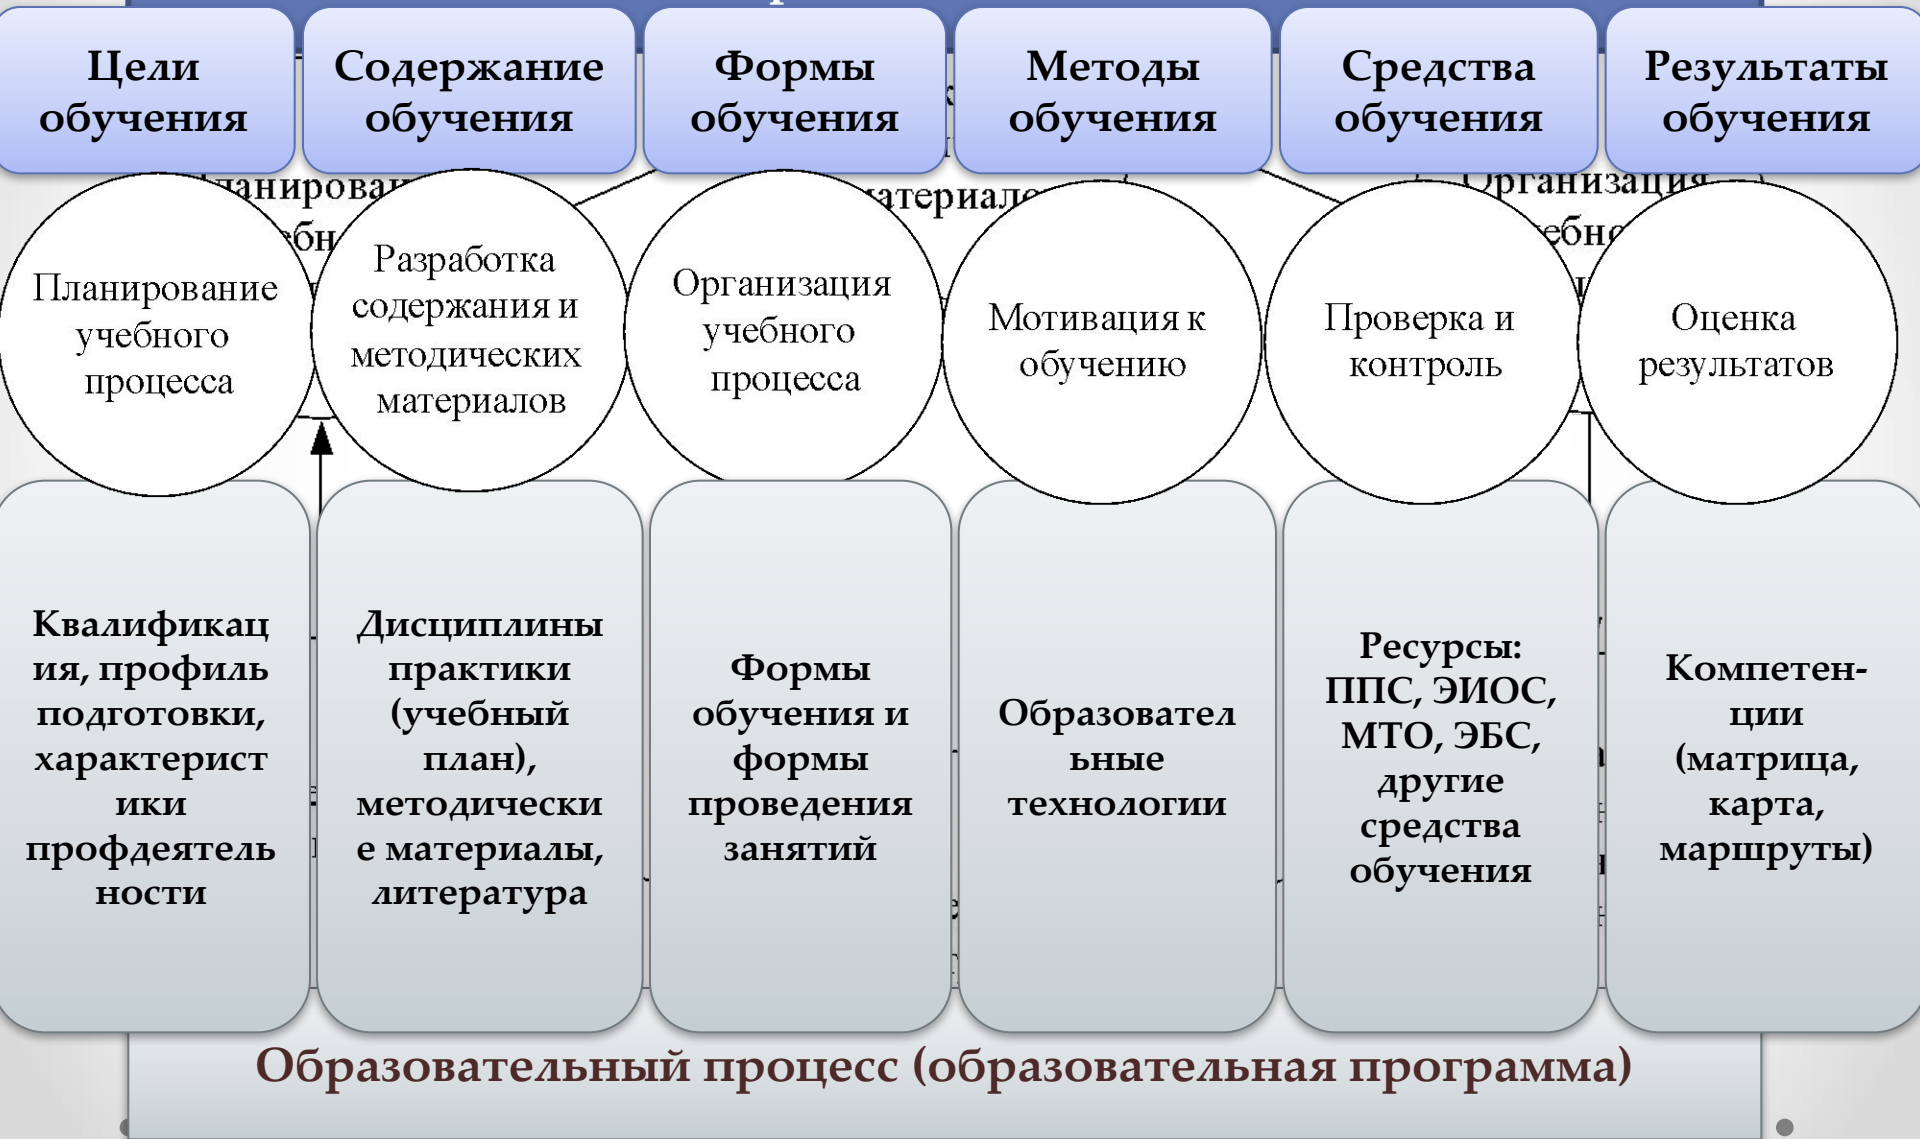 Цели
обучения
Содержание
обучения
Формы
обучения
Методы
обучения
Средства
обучения
Результаты
обучения
Планирование
учебного
процесса
Разработка
содержания и
методических
материалов
Организация
учебного
процесса
Мотивация к
обучению
Проверка и
контроль
Оценка
результатов
Организация
Квалификац
ия, профиль
подготовки,
характерист
ики
профдеятель
ности
Дисциплины
практики
(учебный
план),
методически
е материалы,
литература
Формы
обучения и
формы
проведения
занятий
Образовател
ьные
технологии
Ресурсы:
ППС, ЭИОС,
МТО, ЭБС,
другие
средства
обучения
Компетен-
ции
(матрица,
карта,
маршруты)
Образовательный процесс (образовательная программа)